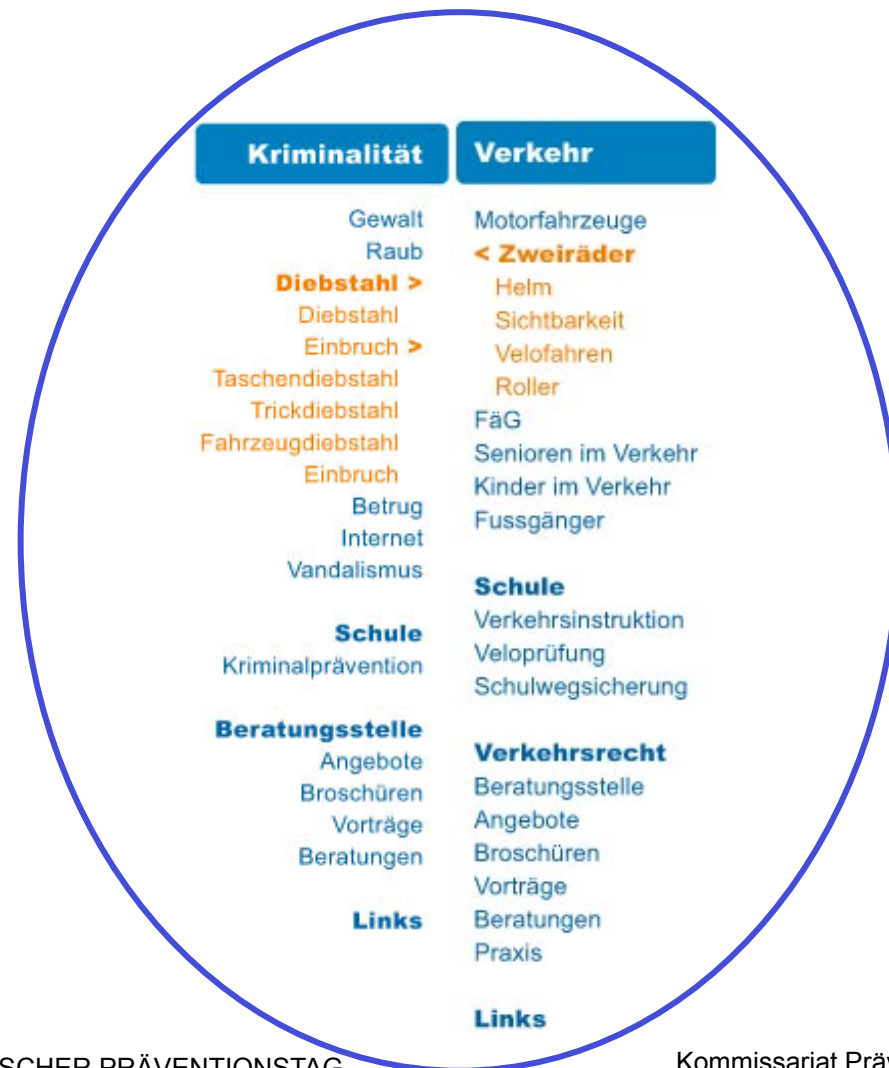 Kriminalität
Gewalt
Raub
Diebstahl >
Diebstahl
Einbruch >
Taschendiebstahl
Trickdiebstahl
Fahrzeugdiebstahl
Einbruch
Betrug
Internet
Vandalismus
Schule
Kriminalprävention
Beratungsstelle
Angebote
Broschüren
Vorträge
Beratungen
Links
Verkehr
Motorfahrzeuge
< Zweiräder
Helm
Sichtbarkeit
Velofahren
Roller
FäG
Senioren im Verkehr
Kinder im Verkehr
Fussgänger
Schule
Verkehrsinstruktion
Veloprüfung
Schulwegsicherung
Verkehrsrecht
Beratungsstelle
Angebote
Broschüren
Vorträge
Beratungen
Praxis
Links
PRÄVENTIONSTAG
Kommissariat